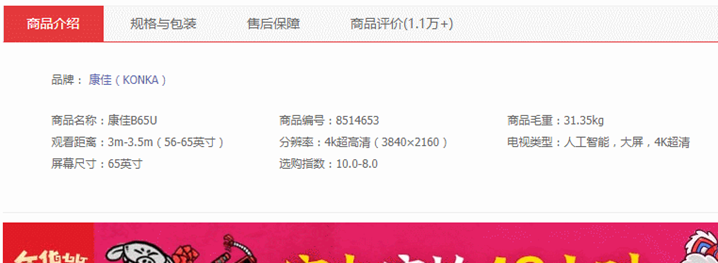 商品介绍 规格与包装 售后保障 商品评价(1.1万+)
品牌： 康佳（KONKA）
商品名称：康佳B65U 商品编号：8514653 商品毛重：31.35kg
观看距离：3m-3.5m（56-65英寸） 分辨率：4k超高清（3840×2160） 电视类型：人工智能，大屏，4K超清
屏幕尺寸：65英寸 选购指数：10.0-8.0